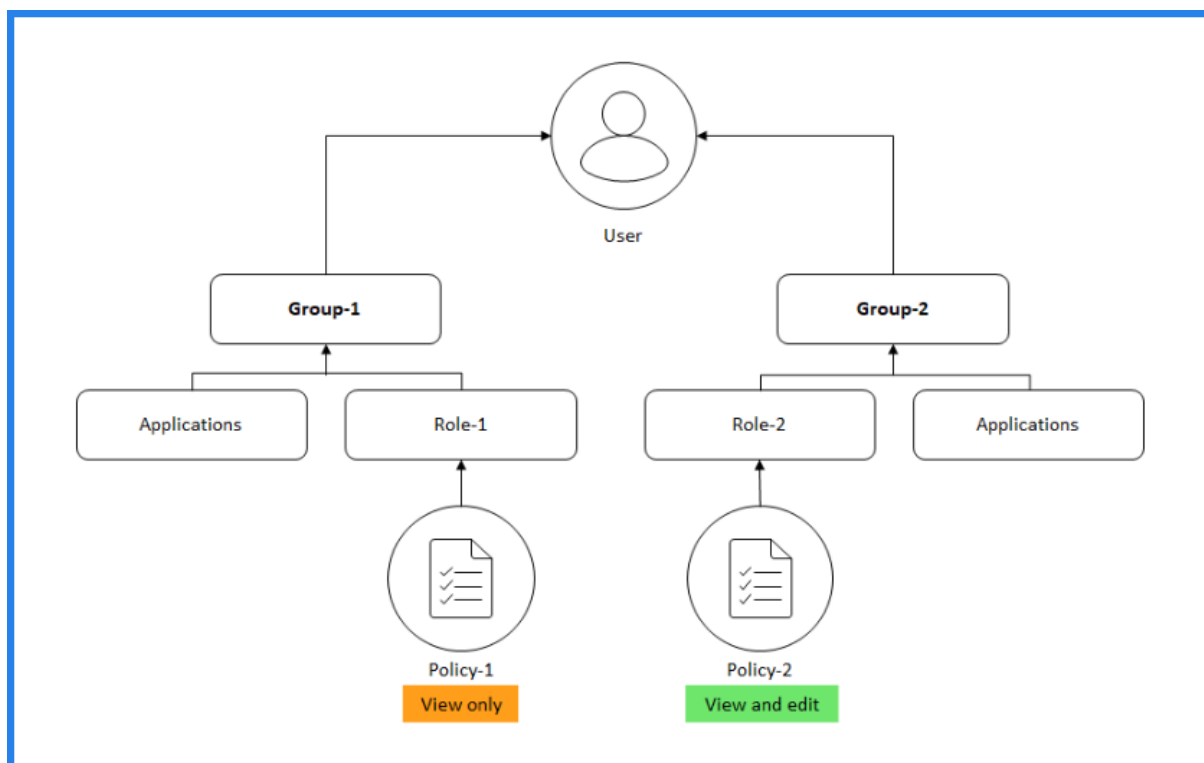 User
Group-1
Group-2
Applications
Role-1
Role-2
Applications
Policy-1
Policy-2
View only
View and edit